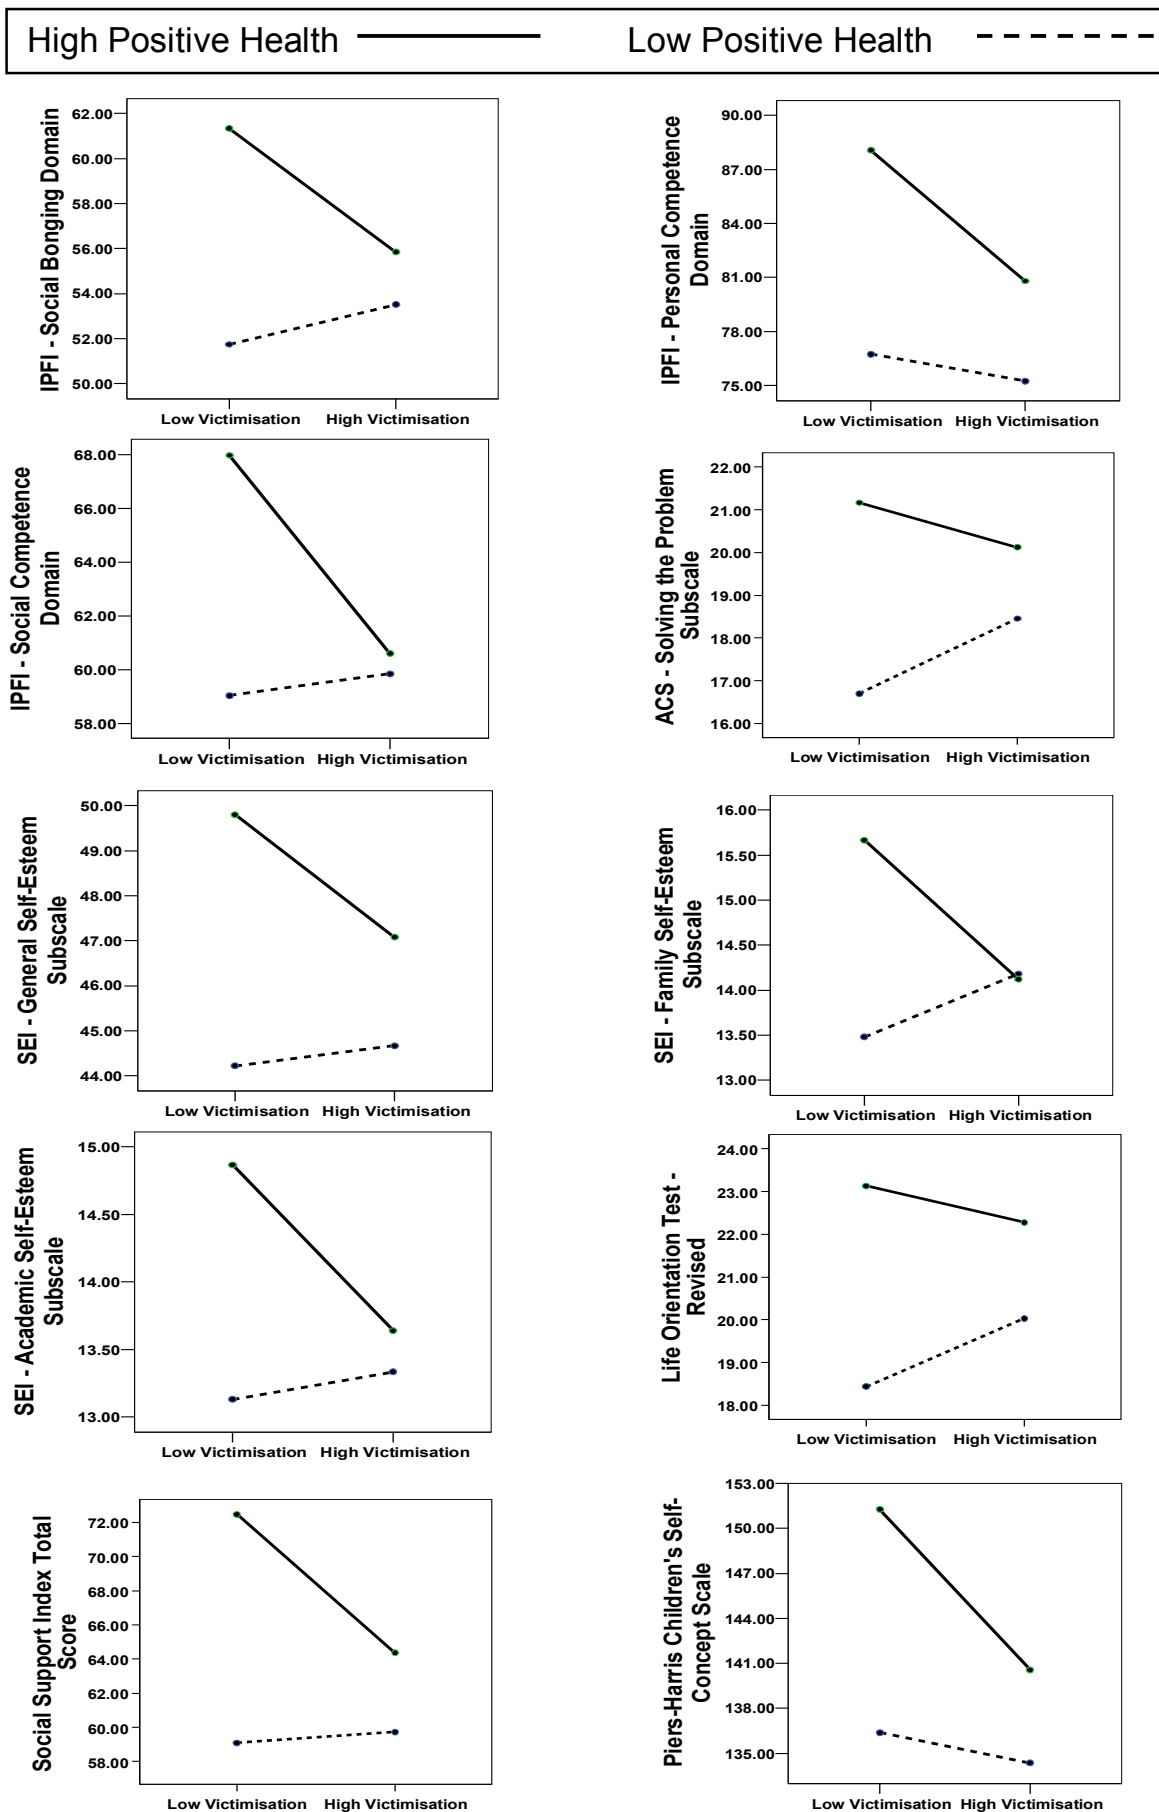 High Positive Health
Low Positive Health
IPFI - Social Bonging Domain
62.00
60.00
58.00
56.00
54.00
52.00
50.00
Low Victimisation High Victimisation
IPFI - Personal Competence
Domain
90.00
87.00
84.00
81.00
78.00
75.00
Low Victimisation High Victimisation
IPFI - Social Competence
Domain
68.00
66.00
64.00
62.00
60.00
58.00
Low Victimisation High Victimisation
ACS - Solving the Problem
Subscale
22.00
21.00
20.00
19.00
18.00
17.00
16.00
Low Victimisation High Victimisation
SEI - General Self-Esteem
Subscale
50.00
49.00
48.00
47.00
46.00
45.00
44.00
Low Victimisation High Victimisation
SEI - Family Self-Esteem
Subscale
16.00
15.50
15.00
14.50
14.00
13.50
13.00
Low Victimisation High Victimisation
SEI - Academic Self-Esteem
Subscale
15.00
14.50
14.00
13.50
13.00
Low Victimisation High Victimisation
Life Orientation Test -
Revised
24.00
23.00
22.00
21.00
20.00
19.00
18.00
Low Victimisation High Victimisation
Social Support Index Total
Score
72.00
70.00
68.00
66.00
64.00
62.00
60.00
58.00
Low Victimisation High Victimisation
Piers-Harris Children's Self-
Concept Scale
153.00
150.00
147.00
144.00
141.00
138.00
135.00
Low Victimisation High Victimisation